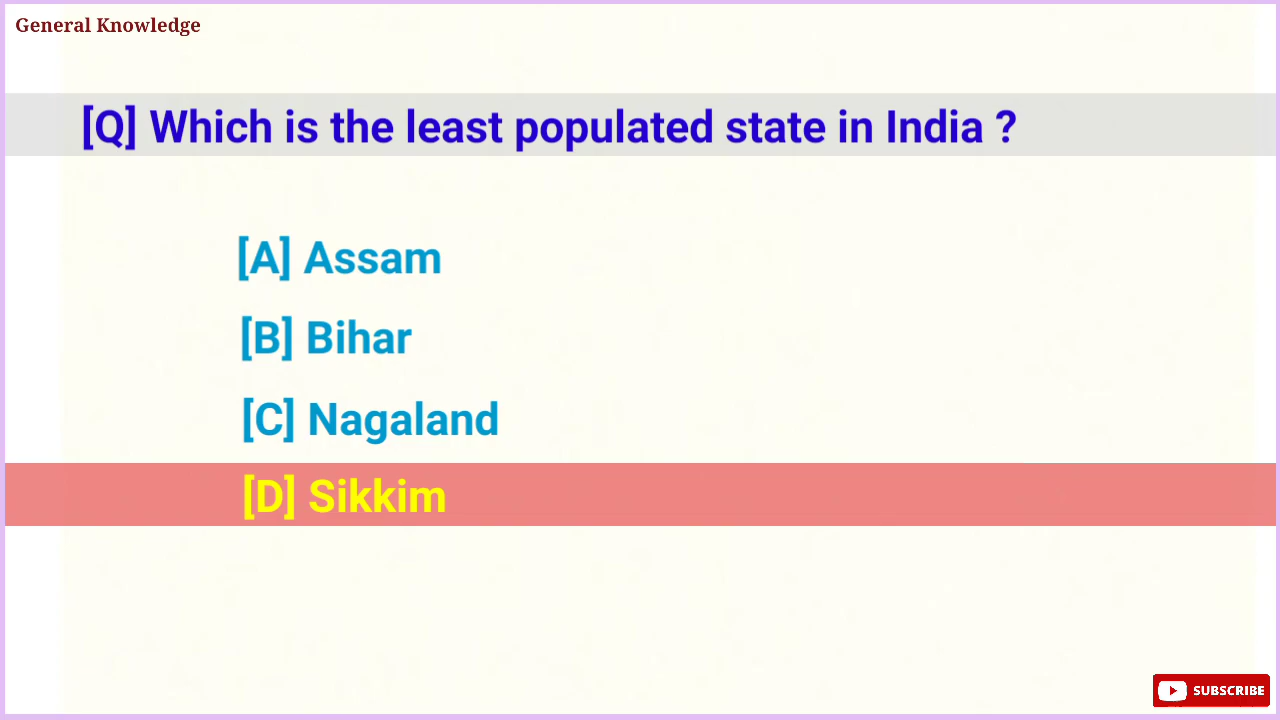 General Knowledge
[Q] Which is the least populated state in India ?
[A] Assam
[B] Bihar
[C] Nagaland
[D] Sikkim
SUBSCRIBE